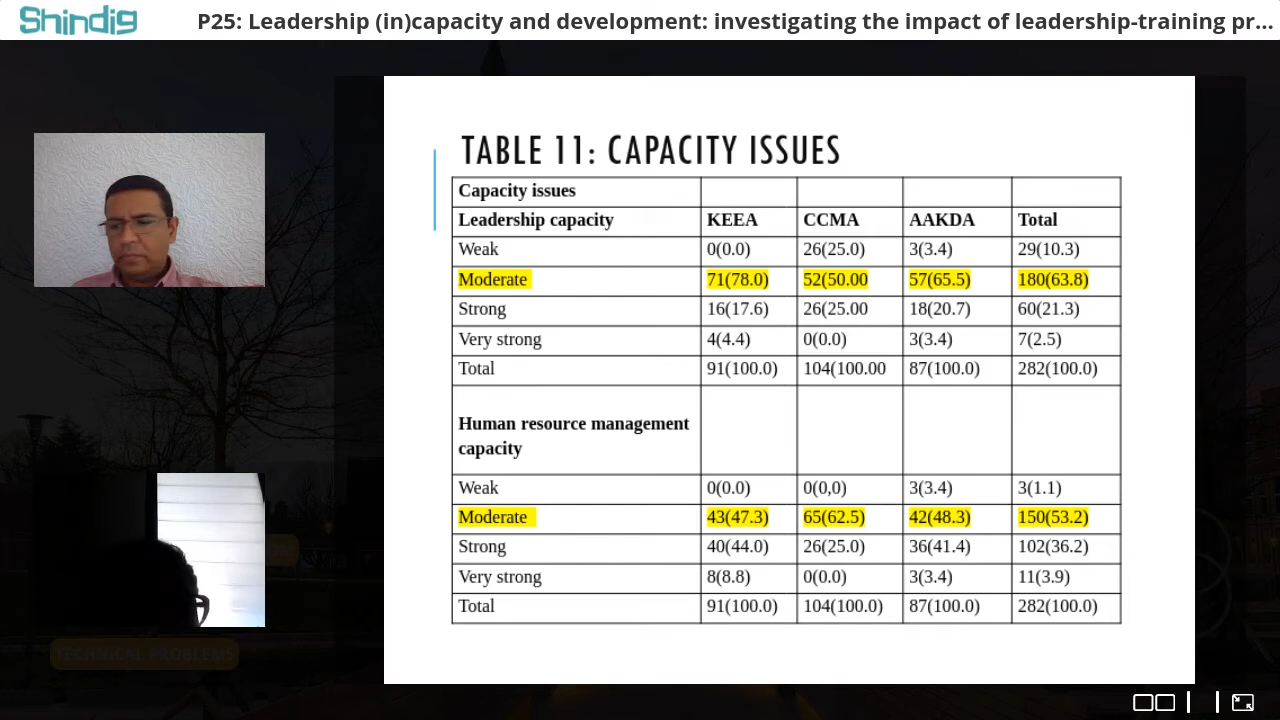 Shindig
P25: Leadership (in)capacity and development: investigating the impact of leadership-training pr...
TABLE 11: CAPACITY ISSUES
Capacity issues
Leadership capacity KEEA CCMA AAKDA Total
Weak 0(0.0) 26(25.0) 3(3.4) 29(10.3)
Moderate 71(78.0) 52(50.00 57(65.5) 180(63.8)
Strong 16(17.6) 26(25.00 18(20.7) 60(21.3)
Very strong 4(4.4) 0(0.0) 3(3.4) 7(2.5)
Total 91(100.0) 104(100.00 87(100.0) 282(100.0)
Human resource management
capacity
Weak 0(0.0) 0(0,0) 3(3.4) 3(1.1)
Moderate 43(47.3) 65(62.5) 42(48.3) 150(53.2)
Strong 40(44.0) 26(25.0) 36(41.4) 102(36.2)
Very strong 8(8.8) 0(0.0) 3(3.4) 11(3.9)
Total 91(100.0) 104(100.0) 87(100.0) 282(100.0)
TECHNICAL PROBLEMS